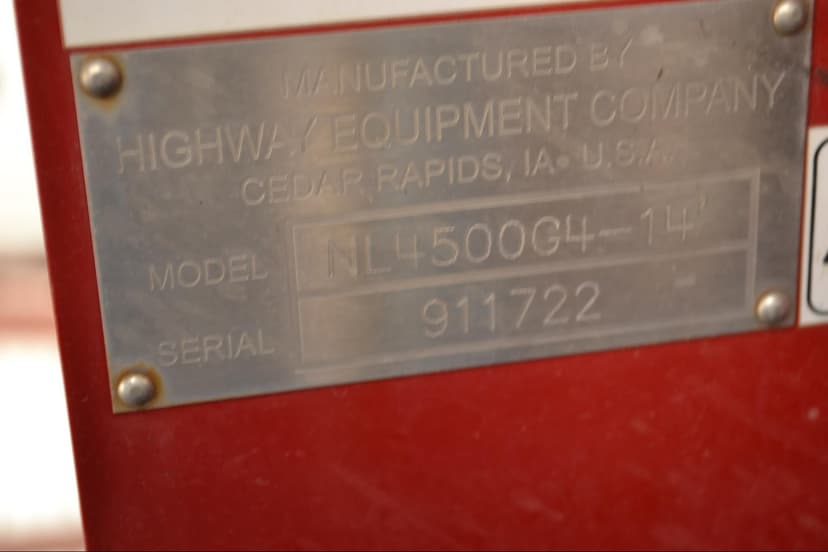 MANUFACTURED BY
HIGHWAY EQUIPMENT COMPANY
CEDAR RAPIDS, IA• U.S.A.
MODEL NL4500G4-14'
SERIAL 911722